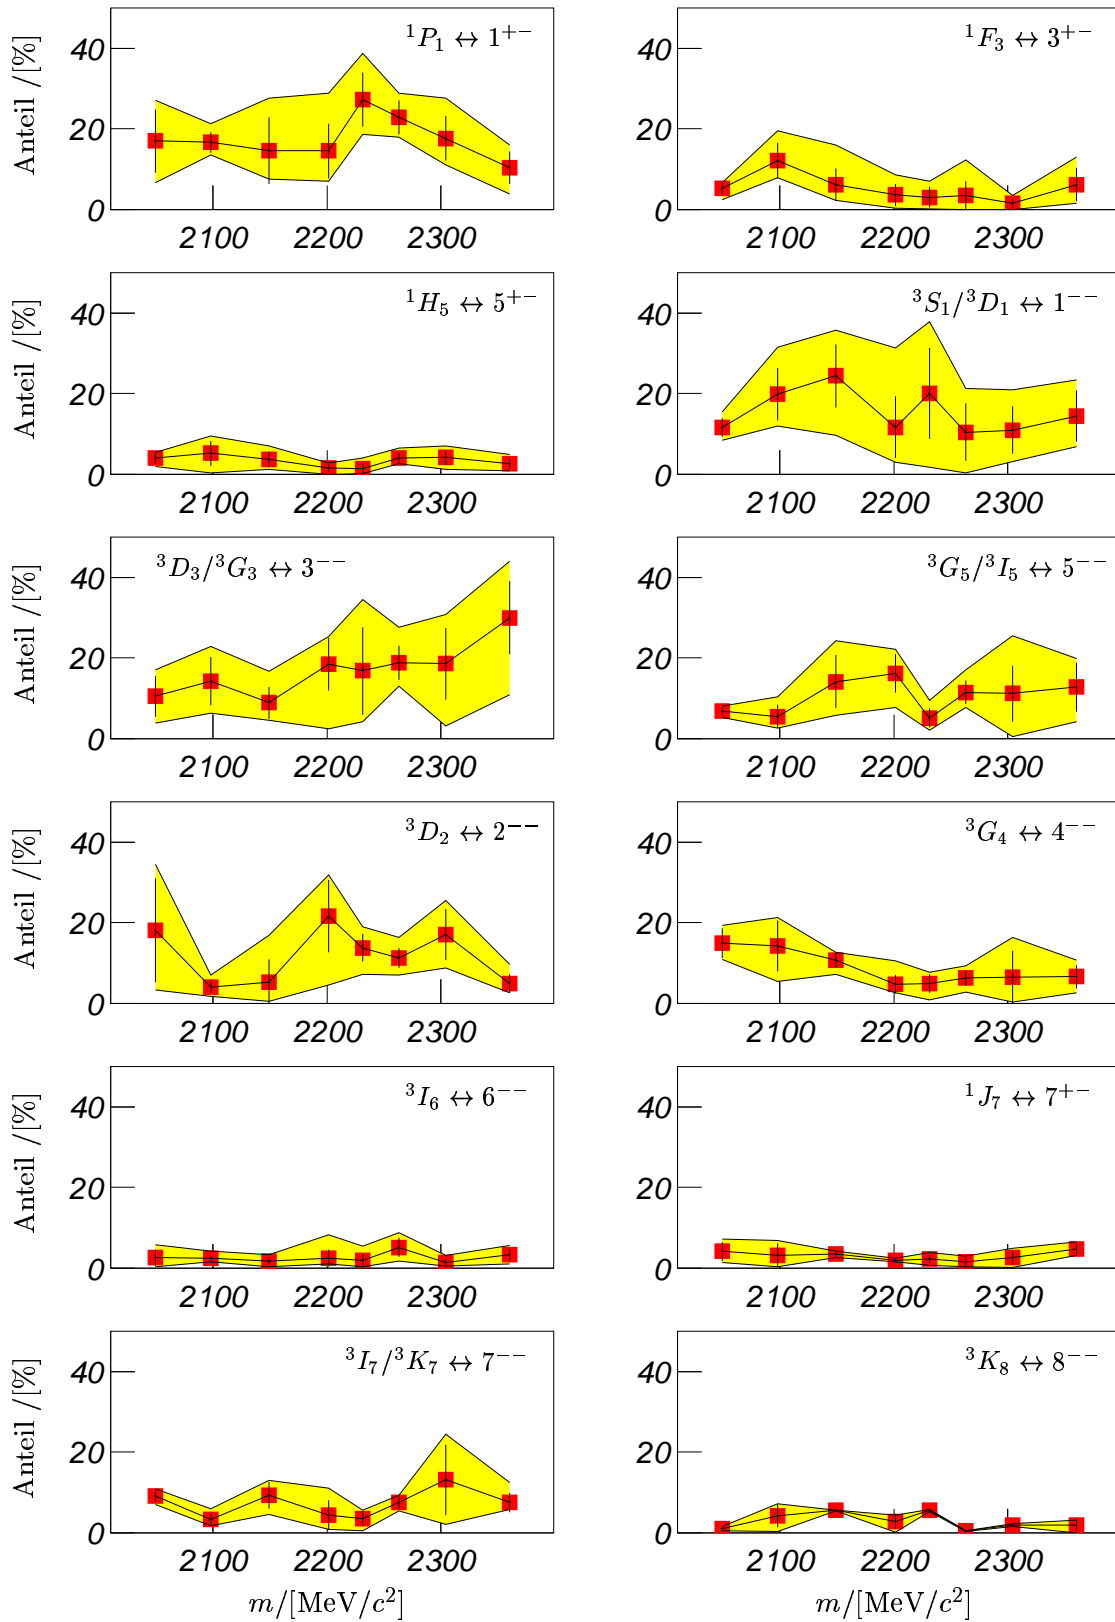 Anteil /[%]
40
20
0
2100 2200 2300
¹P₁ ↔ 1⁺⁻
40
20
0
2100 2200 2300
¹F₃ ↔ 3⁺⁻
Anteil /[%]
40
20
0
2100 2200 2300
¹H₅ ↔ 5⁺⁻
40
20
0
2100 2200 2300
³S₁/³D₁ ↔ 1⁻⁻
Anteil /[%]
40
20
0
2100 2200 2300
³D₃/³G₃ ↔ 3⁻⁻
40
20
0
2100 2200 2300
³G₅/³I₅ ↔ 5⁻⁻
Anteil /[%]
40
20
0
2100 2200 2300
³D₂ ↔ 2⁻⁻
40
20
0
2100 2200 2300
³G₄ ↔ 4⁻⁻
Anteil /[%]
40
20
0
2100 2200 2300
³I₆ ↔ 6⁻⁻
40
20
0
2100 2200 2300
¹J₇ ↔ 7⁺⁻
Anteil /[%]
40
20
0
2100 2200 2300
³I₇/³K₇ ↔ 7⁻⁻
m/[MeV/c²]
40
20
0
2100 2200 2300
³K₈ ↔ 8⁻⁻
m/[MeV/c²]